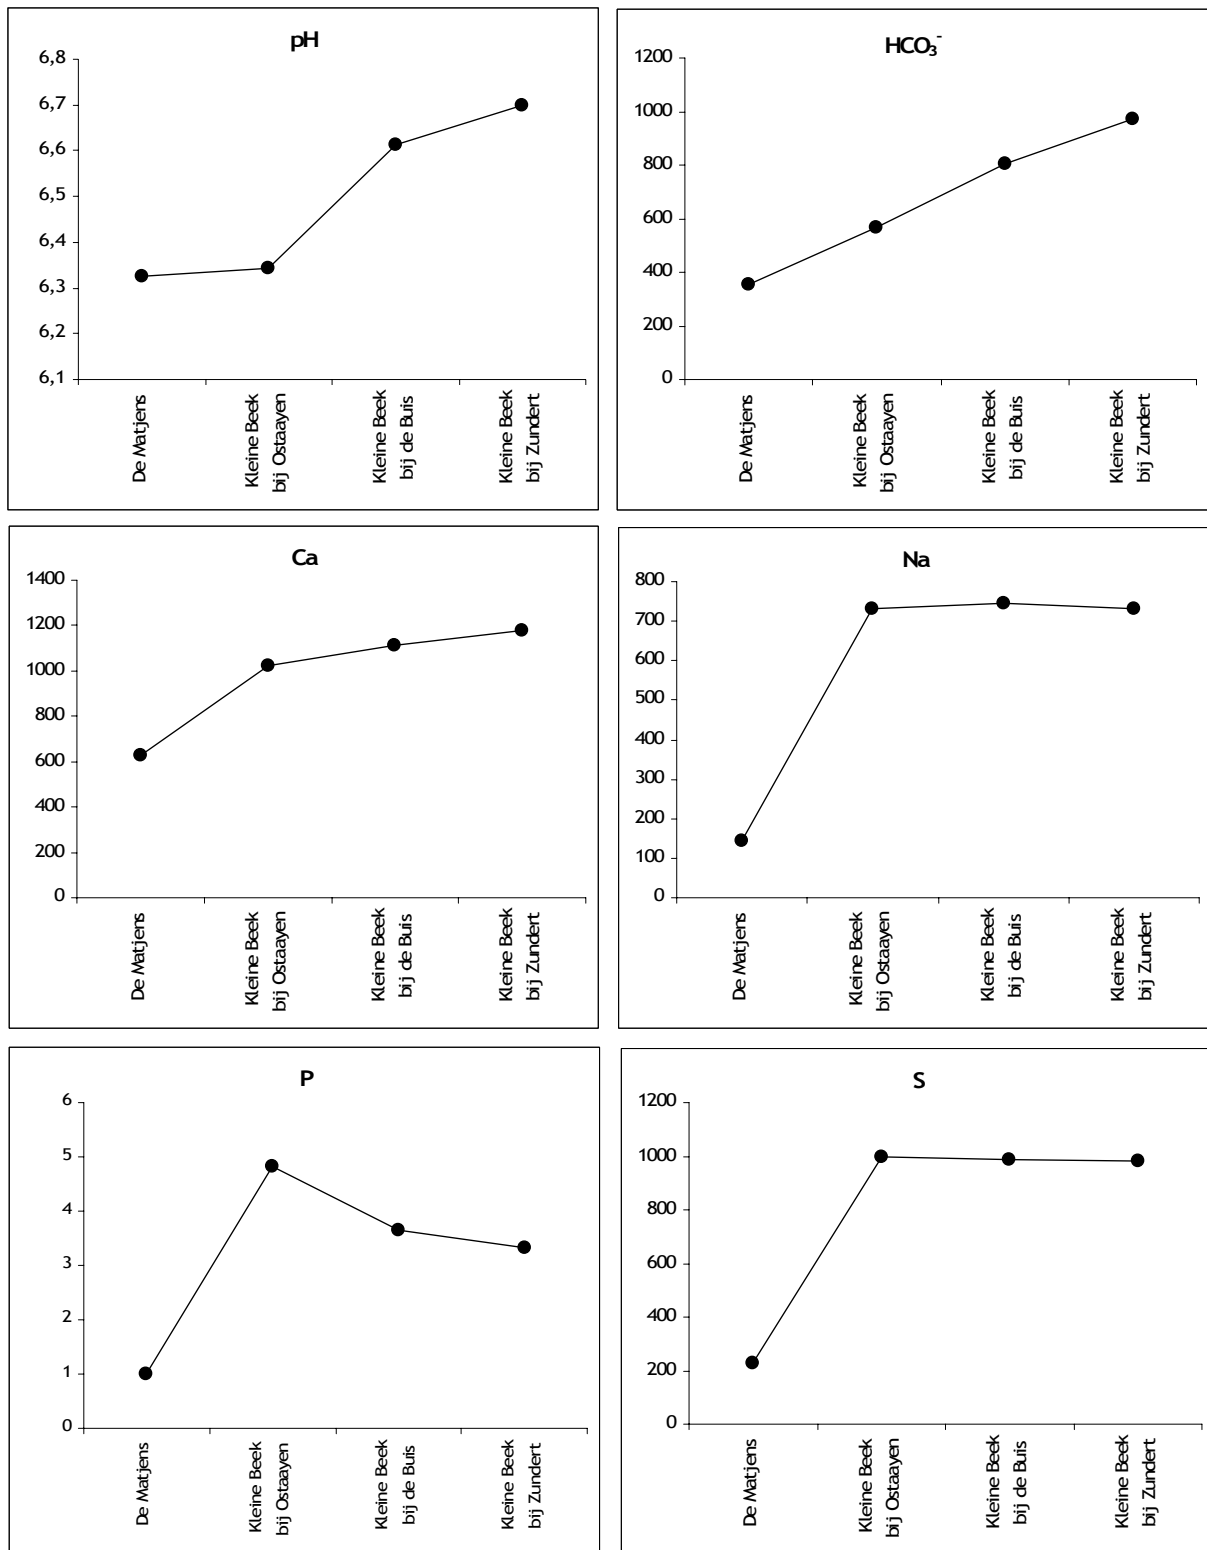 pH
6,8
6,7
6,6
6,5
6,4
6,3
6,2
6,1
De Matjens
Kleine Beek
bij Ostaayen
Kleine Beek
bij de Buis
Kleine Beek
bij Zundert
HCO₃⁻
1200
1000
800
600
400
200
0
De Matjens
Kleine Beek
bij Ostaayen
Kleine Beek
bij de Buis
Kleine Beek
bij Zundert
Ca
1400
1200
1000
800
600
400
200
0
De Matjens
Kleine Beek
bij Ostaayen
Kleine Beek
bij de Buis
Kleine Beek
bij Zundert
Na
800
700
600
500
400
300
200
100
0
De Matjens
Kleine Beek
bij Ostaayen
Kleine Beek
bij de Buis
Kleine Beek
bij Zundert
P
6
5
4
3
2
1
0
De Matjens
Kleine Beek
bij Ostaayen
Kleine Beek
bij de Buis
Kleine Beek
bij Zundert
S
1200
1000
800
600
400
200
0
De Matjens
Kleine Beek
bij Ostaayen
Kleine Beek
bij de Buis
Kleine Beek
bij Zundert